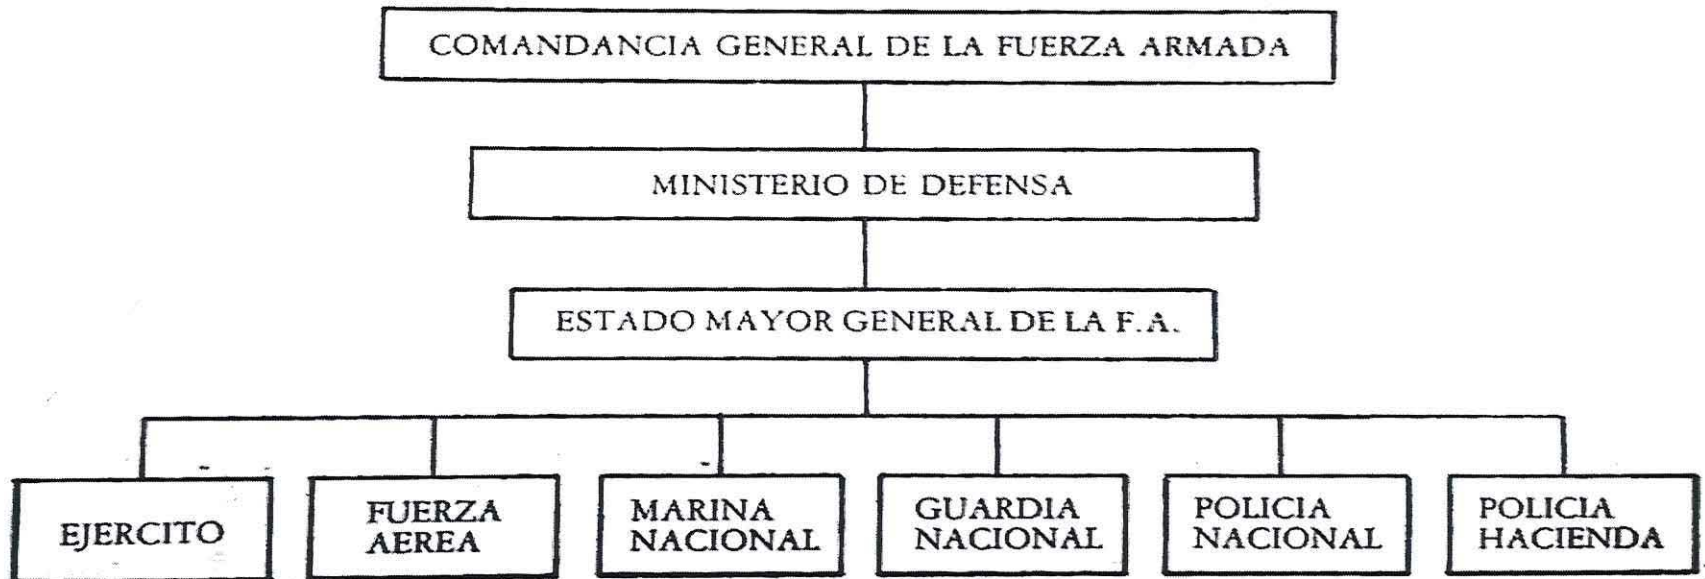 COMANDANCIA GENERAL DE LA FUERZA ARMADA
MINISTERIO DE DEFENSA
ESTADO MAYOR GENERAL DE LA F.A.
EJERCITO
FUERZA
AEREA
MARINA
NACIONAL
GUARDIA
NACIONAL
POLICIA
NACIONAL
POLICIA
HACIENDA